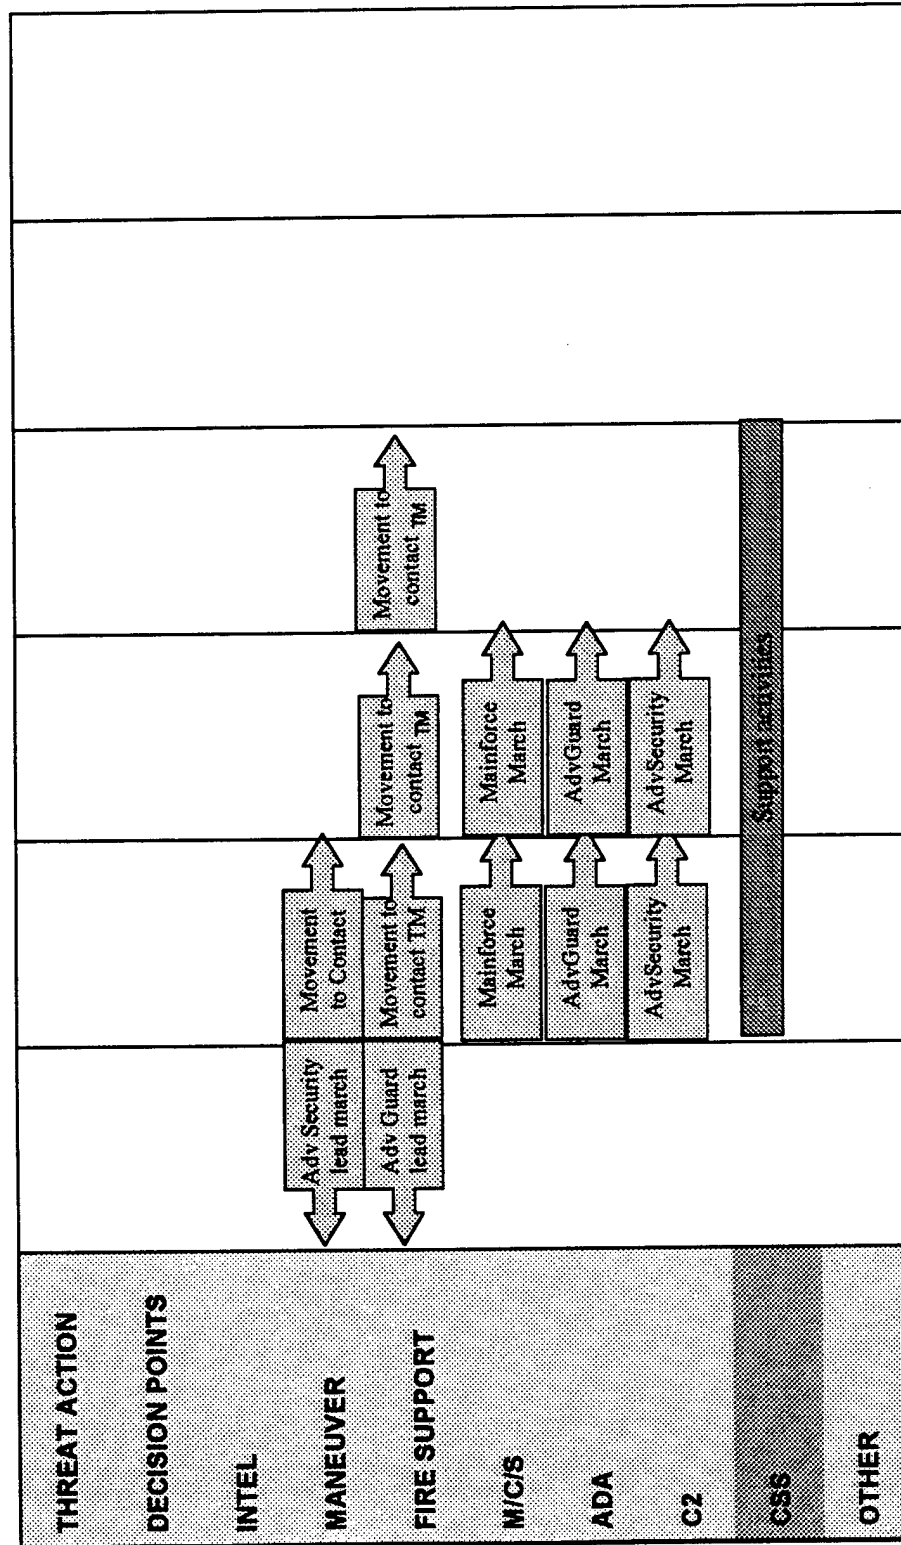 THREAT ACTION
DECISION POINTS
INTEL
MANEUVER
Adv Security
lead march
Movement
to Contact
FIRE SUPPORT
Adv Guard
lead march
Movement to
contact TM
Movement to
contact TM
Movement to
contact TM
M/C/S
Mainforce
March
Mainforce
March
ADA
AdvGuard
March
AdvGuard
March
C2
AdvSecurity
March
AdvSecurity
March
CSS
Support activities
OTHER